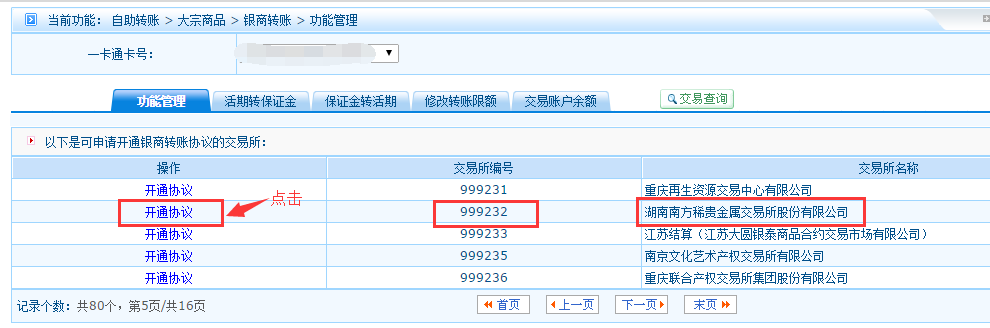 当前功能: 自助转账 > 大宗商品 > 银商转账 > 功能管理
一卡通卡号:
功能管理 活期转保证金 保证金转活期 修改转账限额 交易账户余额 交易查询
以下是可申请开通银商转账协议的交易所:
操作 交易所编号 交易所名称
开通协议 999231 重庆再生资源交易中心有限公司
点击
开通协议 999232 湖南南方稀贵金属交易所股份有限公司
开通协议 999233 江苏结算（江苏大圆银泰商品合约交易市场有限公司）
开通协议 999235 南京文化艺术产权交易所有限公司
开通协议 999236 重庆联合产权交易所集团股份有限公司
记录个数: 共80个，第5页/共16页 首页 上一页 下一页 末页